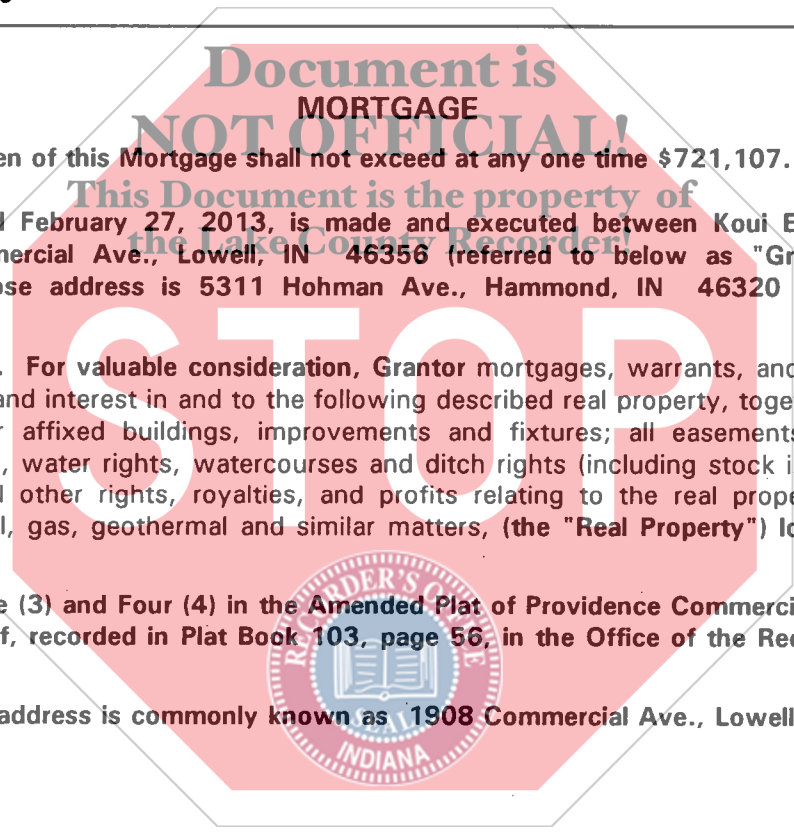 Document is
MORTGAGE
NOT OFFICIAL!
en of this Mortgage shall not exceed at any one time $721,107.
This Document is the property of
February 27, 2013, is made and executed between Koui E
the Lake County Recorder!
mercial Ave., Lowell, IN 46356 (referred to below as "Gr
ose address is 5311 Hohman Ave., Hammond, IN 46320
STOP
. For valuable consideration, Grantor mortgages, warrants, and
and interest in and to the following described real property, toge
r affixed buildings, improvements and fixtures; all easements
, water rights, watercourses and ditch rights (including stock i
l other rights, royalties, and profits relating to the real prope
l, gas, geothermal and similar matters, (the "Real Property") lo
e (3) and Four (4) in the Amended Plat of Providence Commerci
f, recorded in Plat Book 103, page 56, in the Office of the Rec
RECORDER'S OFFICE
address is commonly known as 1908 Commercial Ave., Lowell
SEAL
INDIANA